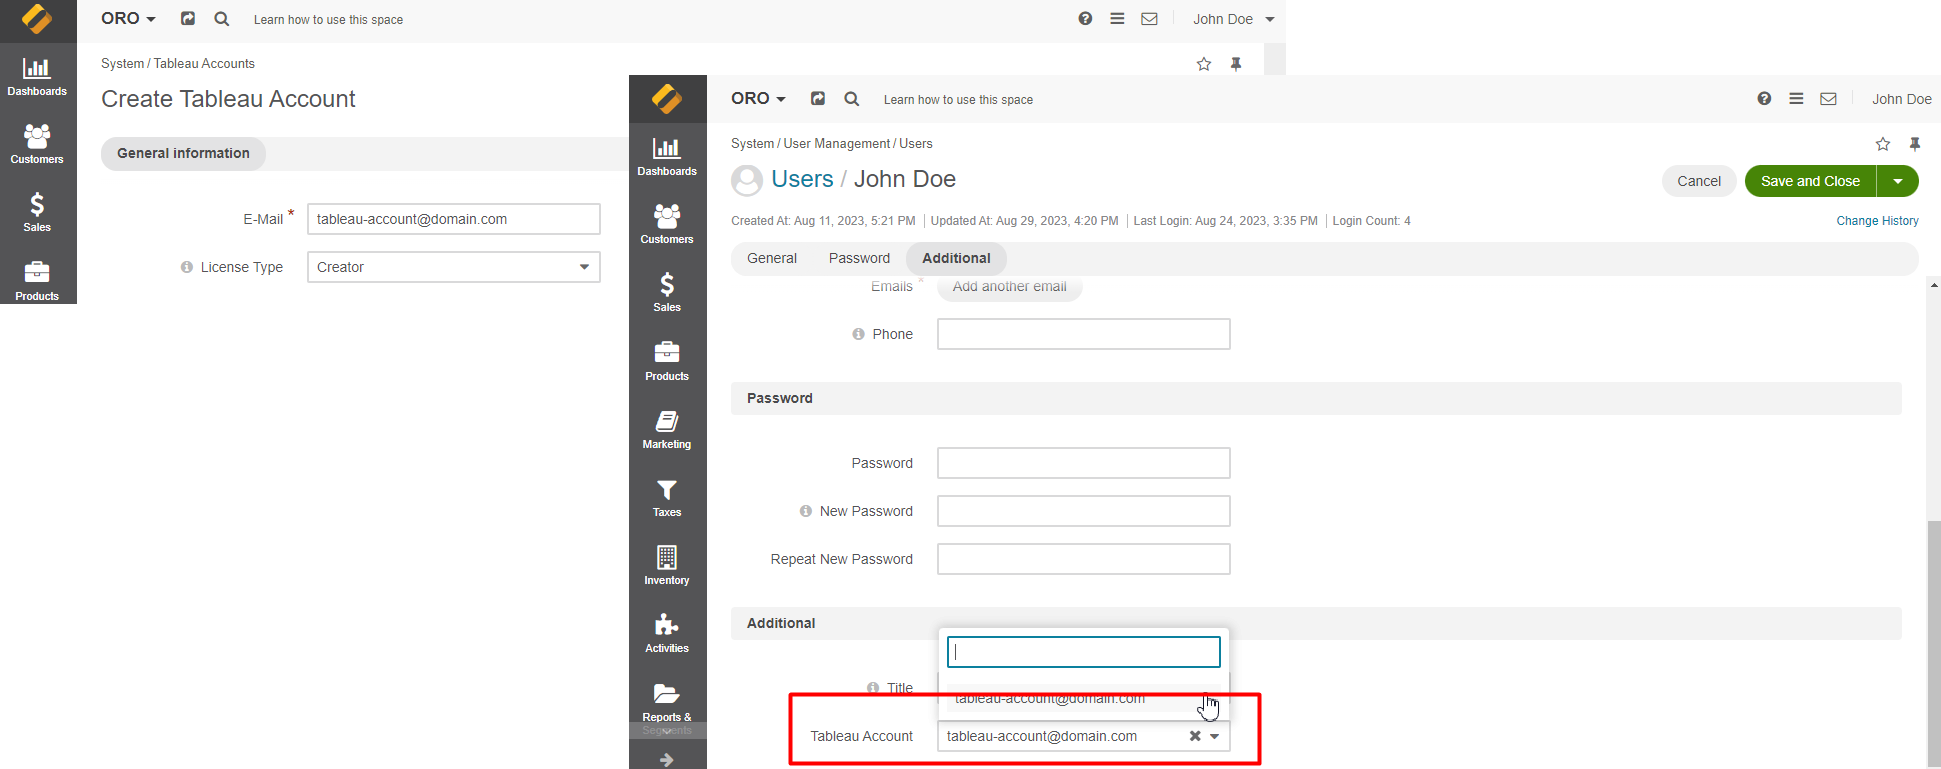 ORO
Learn how to use this space
John Doe
System / Tableau Accounts
Create Tableau Account
General information
E-Mail *
tableau-account@domain.com
License Type
Creator
Dashboards
Customers
Sales
Products
ORO
Learn how to use this space
John Doe
System / User Management / Users
Users / John Doe
Cancel
Save and Close
Created At: Aug 11, 2023, 5:21 PM
Updated At: Aug 29, 2023, 4:20 PM
Last Login: Aug 24, 2023, 3:35 PM
Login Count: 4
Change History
General
Password
Additional
Emails *
Add another email
Phone
Password
Password
New Password
Repeat New Password
Additional
Title
tableau-account@domain.com
Tableau Account
tableau-account@domain.com
Dashboards
Customers
Sales
Products
Marketing
Taxes
Inventory
Activities
Reports &
Segments